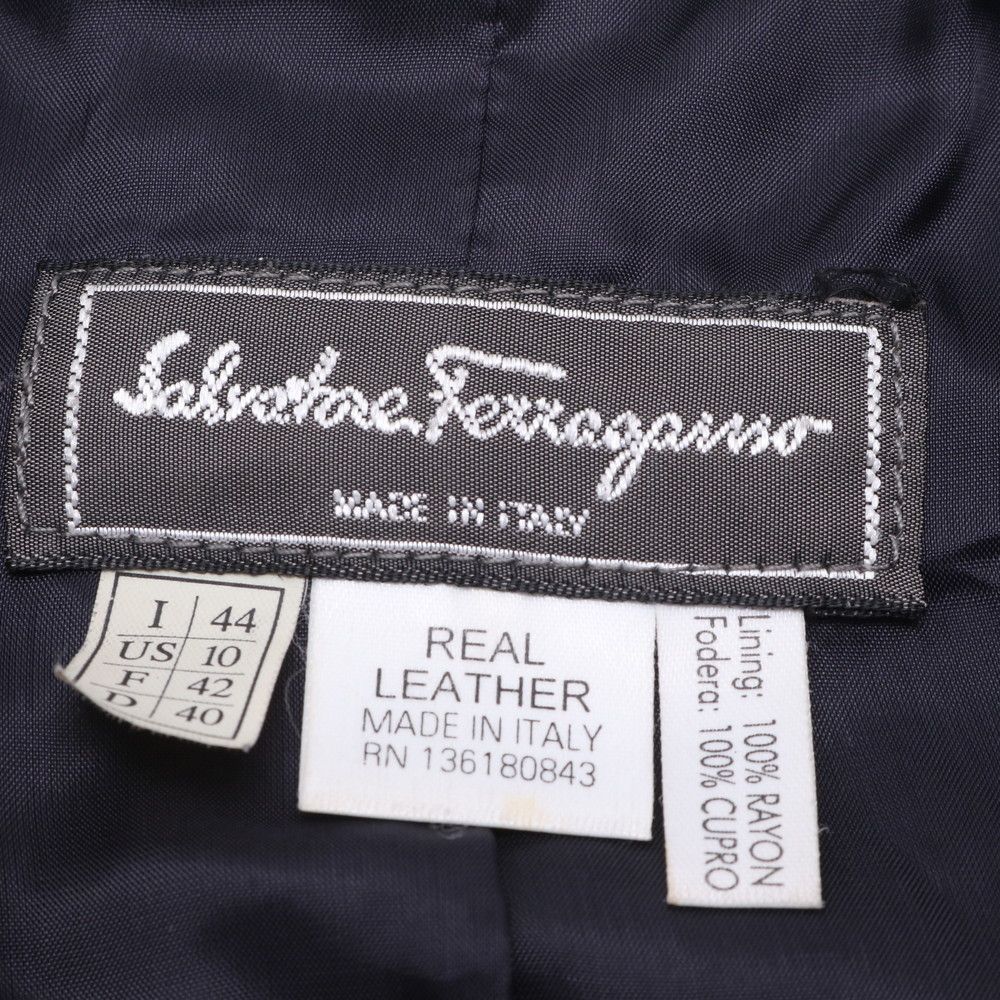 Salvatore Ferragamo
MADE IN ITALY
I 44
US 10
F 42
D 40
REAL
LEATHER
MADE IN ITALY
RN 136180843
Lining: 100% RAYON
Fodera: 100% CUPRO